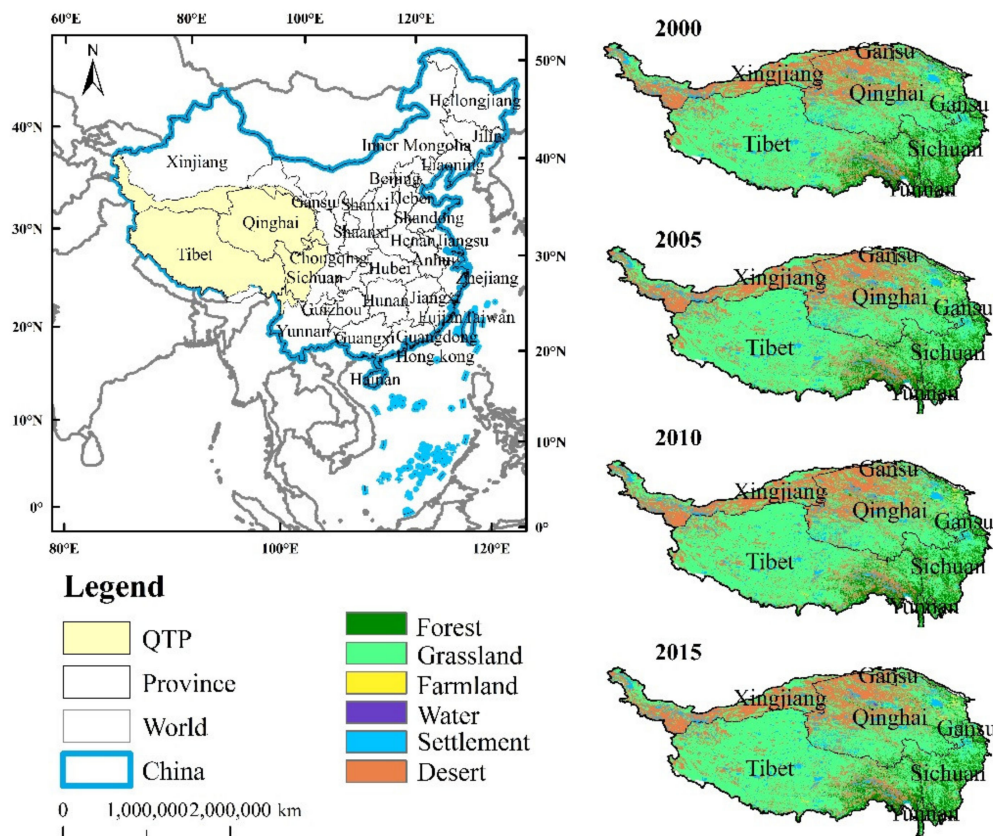 60°E 80°E 100°E 120°E
N
50°N
40°N
40°N
30°N
30°N
20°N
20°N
10°N
10°N
0°
0°
80°E 100°E 120°E
Heilongjiang
Jilin
Inner Mongolia
Liaoning
Beijing
Hebei
Xinjiang
Gansu
Shanxi
Shandong
Qinghai
Shaanxi
Henan
Jiangsu
Tibet
Chongqing
Anhui
Sichuan
Hubei
Zhejiang
Hunan
Jiangxi
Guizhou
Fujian
Taiwan
Yunnan
Guangxi
Guangdong
Hong kong
Hainan
Legend
QTP
Province
World
China
0 1,000,0002,000,000 km
Forest
Grassland
Farmland
Water
Settlement
Desert
2000
Gansu
Xingjiang
Qinghai
Gansu
Tibet
Sichuan
Yunnan
2005
Gansu
Xingjiang
Qinghai
Gansu
Tibet
Sichuan
Yunnan
2010
Gansu
Xingjiang
Qinghai
Gansu
Tibet
Sichuan
Yunnan
2015
Gansu
Xingjiang
Qinghai
Gansu
Tibet
Sichuan
Yunnan